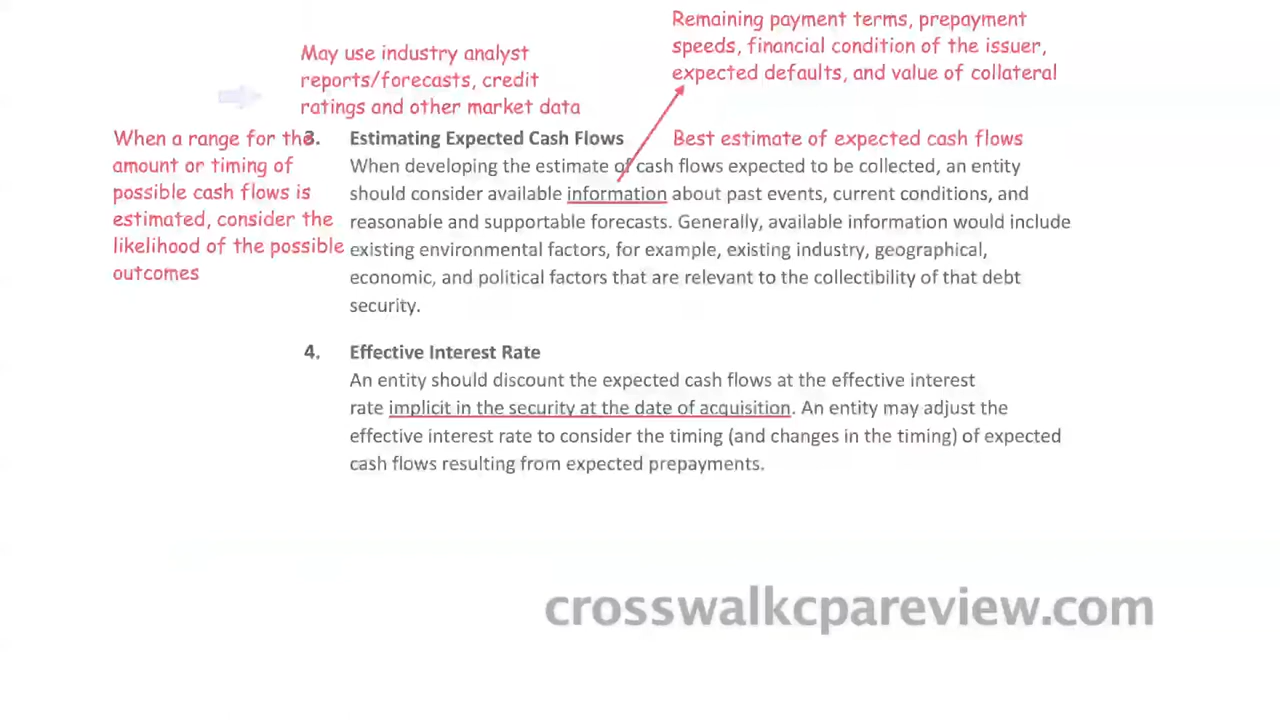 Remaining payment terms, prepayment
speeds, financial condition of the issuer,
expected defaults, and value of collateral
May use industry analyst
reports/forecasts, credit
ratings and other market data
When a range for the
amount or timing of
possible cash flows is
estimated, consider the
likelihood of the possible
outcomes
3. Estimating Expected Cash Flows
Best estimate of expected cash flows
When developing the estimate of cash flows expected to be collected, an entity
should consider available information about past events, current conditions, and
reasonable and supportable forecasts. Generally, available information would include
existing environmental factors, for example, existing industry, geographical,
economic, and political factors that are relevant to the collectibility of that debt
security.
4. Effective Interest Rate
An entity should discount the expected cash flows at the effective interest
rate implicit in the security at the date of acquisition. An entity may adjust the
effective interest rate to consider the timing (and changes in the timing) of expected
cash flows resulting from expected prepayments.
crosswalkcpareview.com